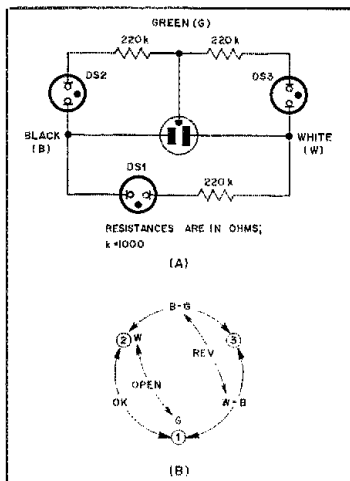 GREEN (G)
220 k
220 k
DS2
DS3
BLACK
(B)
WHITE
(W)
DS1
220 k
RESISTANCES ARE IN OHMS;
k=1000
(A)
B-G
2
W
3
REV
OPEN
OK
G
W-B
1
(B)